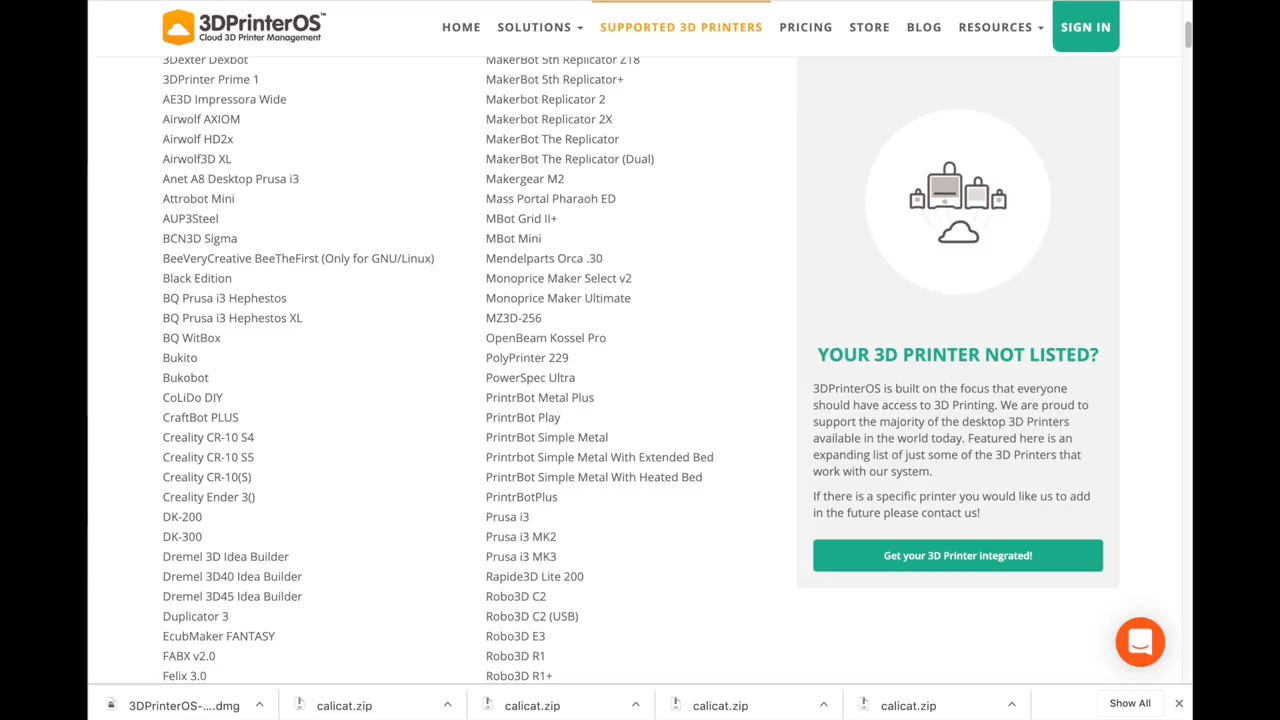 3DPrinterOS™
Cloud 3D Printer Management
HOME SOLUTIONS SUPPORTED 3D PRINTERS PRICING STORE BLOG RESOURCES SIGN IN
3Dexter Dexbot
3DPrinter Prime 1
AE3D Impressora Wide
Airwolf AXIOM
Airwolf HD2x
Airwolf3D XL
Anet A8 Desktop Prusa i3
Attrobot Mini
AUP3Steel
BCN3D Sigma
BeeVeryCreative BeeTheFirst (Only for GNU/Linux)
Black Edition
BQ Prusa i3 Hephestos
BQ Prusa i3 Hephestos XL
BQ WitBox
Bukito
Bukobot
CoLiDo DIY
CraftBot PLUS
Creality CR-10 S4
Creality CR-10 S5
Creality CR-10(S)
Creality Ender 3()
DK-200
DK-300
Dremel 3D Idea Builder
Dremel 3D40 Idea Builder
Dremel 3D45 Idea Builder
Duplicator 3
EcubMaker FANTASY
FABX v2.0
Felix 3.0
MakerBot 5th Replicator Z18
MakerBot 5th Replicator+
Makerbot Replicator 2
Makerbot Replicator 2X
MakerBot The Replicator
MakerBot The Replicator (Dual)
Makergear M2
Mass Portal Pharaoh ED
MBot Grid II+
MBot Mini
Mendelparts Orca .30
Monoprice Maker Select v2
Monoprice Maker Ultimate
MZ3D-256
OpenBeam Kossel Pro
PolyPrinter 229
PowerSpec Ultra
PrintrBot Metal Plus
PrintrBot Play
PrintrBot Simple Metal
Printrbot Simple Metal With Extended Bed
PrintrBot Simple Metal With Heated Bed
PrintrBotPlus
Prusa i3
Prusa i3 MK2
Prusa i3 MK3
Rapide3D Lite 200
Robo3D C2
Robo3D C2 (USB)
Robo3D E3
Robo3D R1
Robo3D R1+
YOUR 3D PRINTER NOT LISTED?
3DPrinterOS is built on the focus that everyone
should have access to 3D Printing. We are proud to
support the majority of the desktop 3D Printers
available in the world today. Featured here is an
expanding list of just some of the 3D Printers that
work with our system.
If there is a specific printer you would like us to add
in the future please contact us!
Get your 3D Printer integrated!
3DPrinterOS-....dmg
calicat.zip
calicat.zip
calicat.zip
calicat.zip
Show All